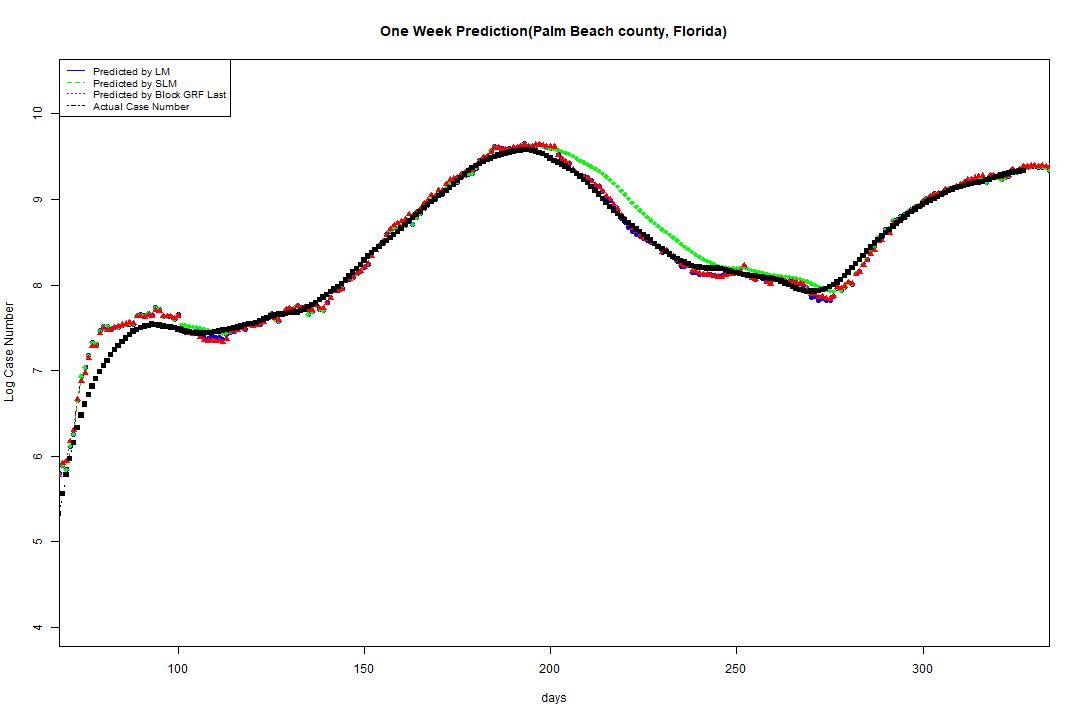 One Week Prediction(Palm Beach county, Florida)
Predicted by LM
Predicted by SLM
Predicted by Block GRF Last
Actual Case Number
10
9
8
7
6
5
4
Log Case Number
100 150 200 250 300
days